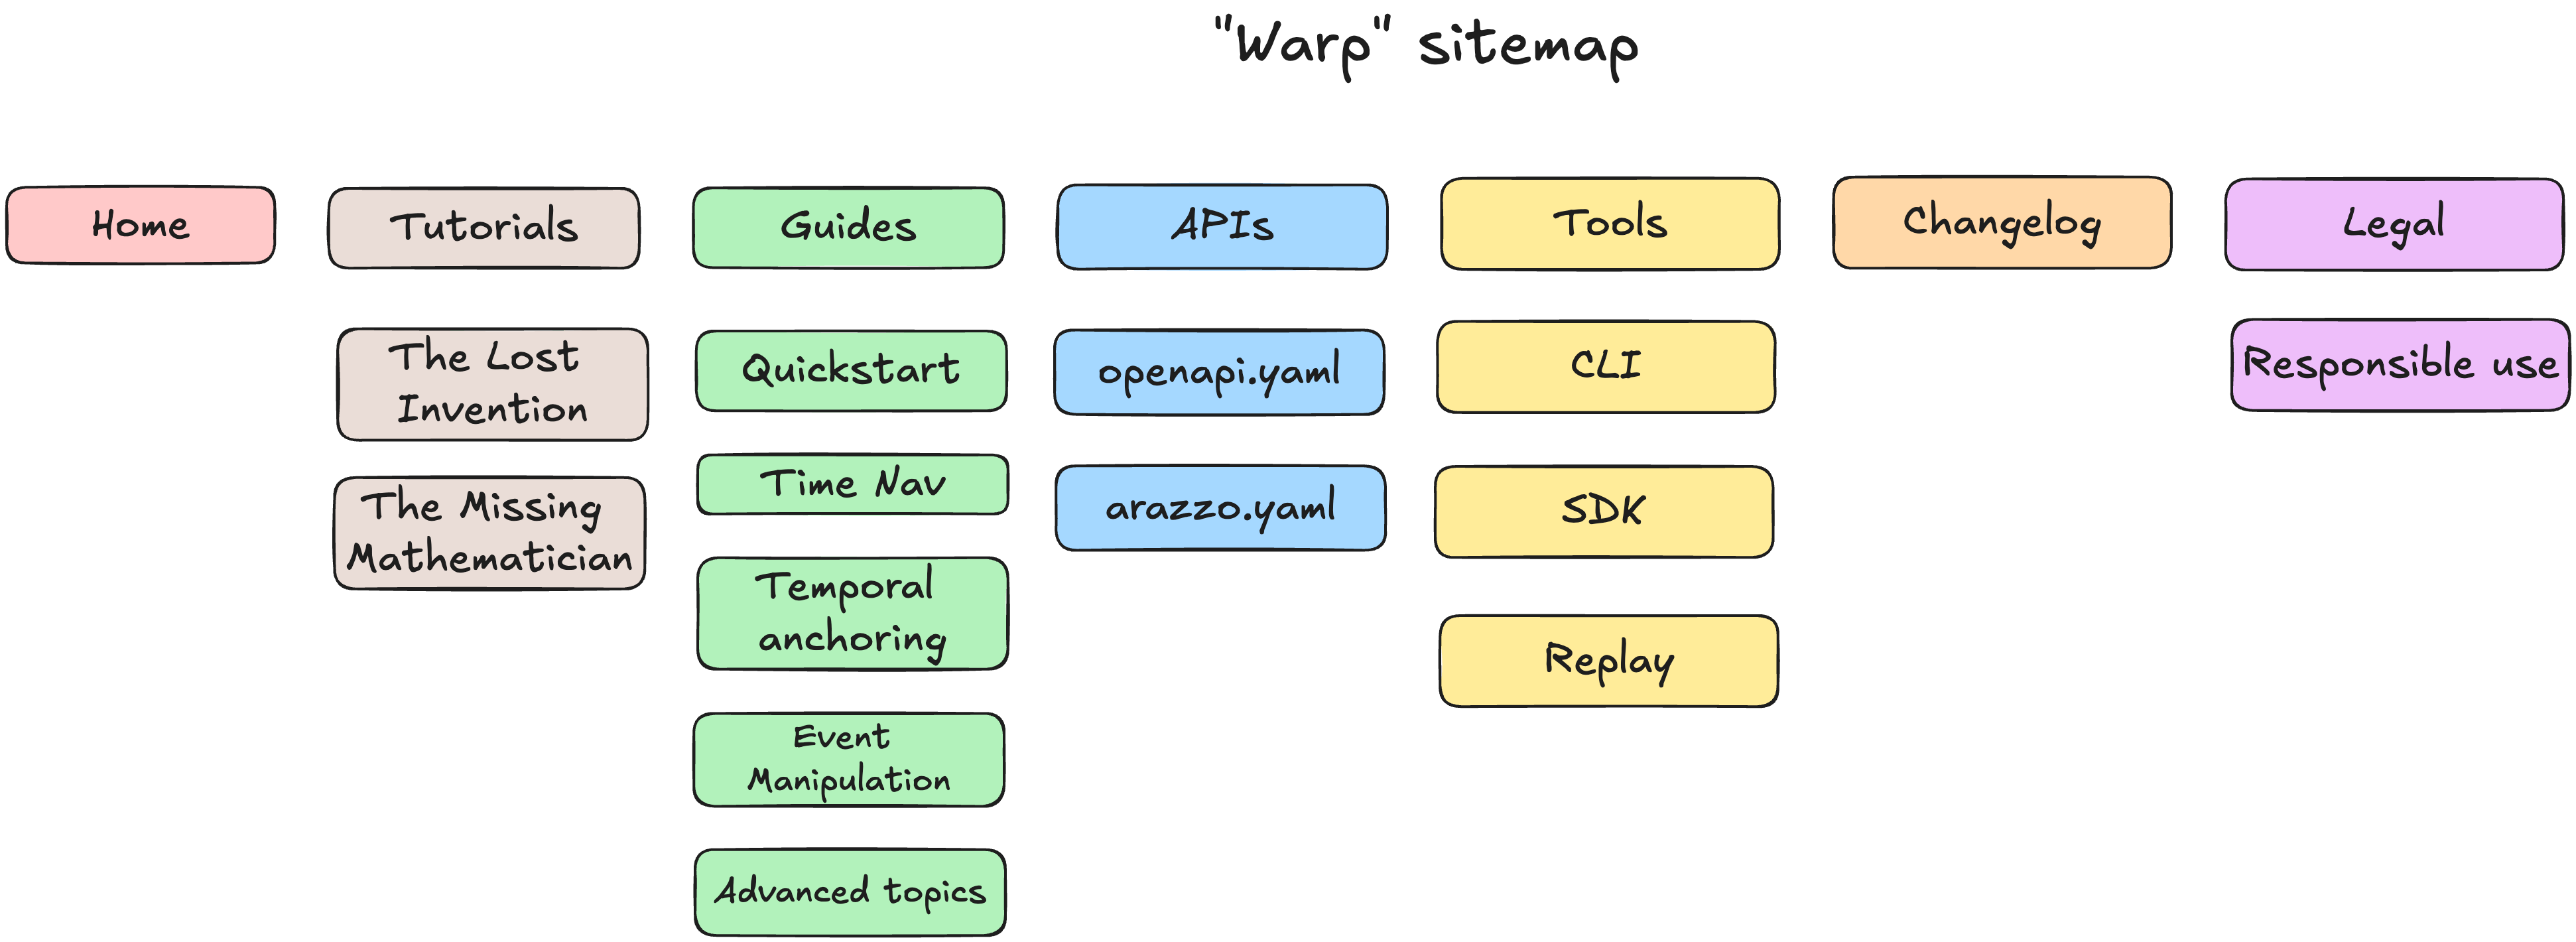 "Warp" sitemap
Home
Tutorials
Guides
APIs
Tools
Changelog
Legal
The Lost
Invention
The Missing
Mathematician
Quickstart
Time Nav
Temporal
anchoring
Event
Manipulation
Advanced topics
openapi.yaml
arazzo.yaml
CLI
SDK
Replay
Responsible use